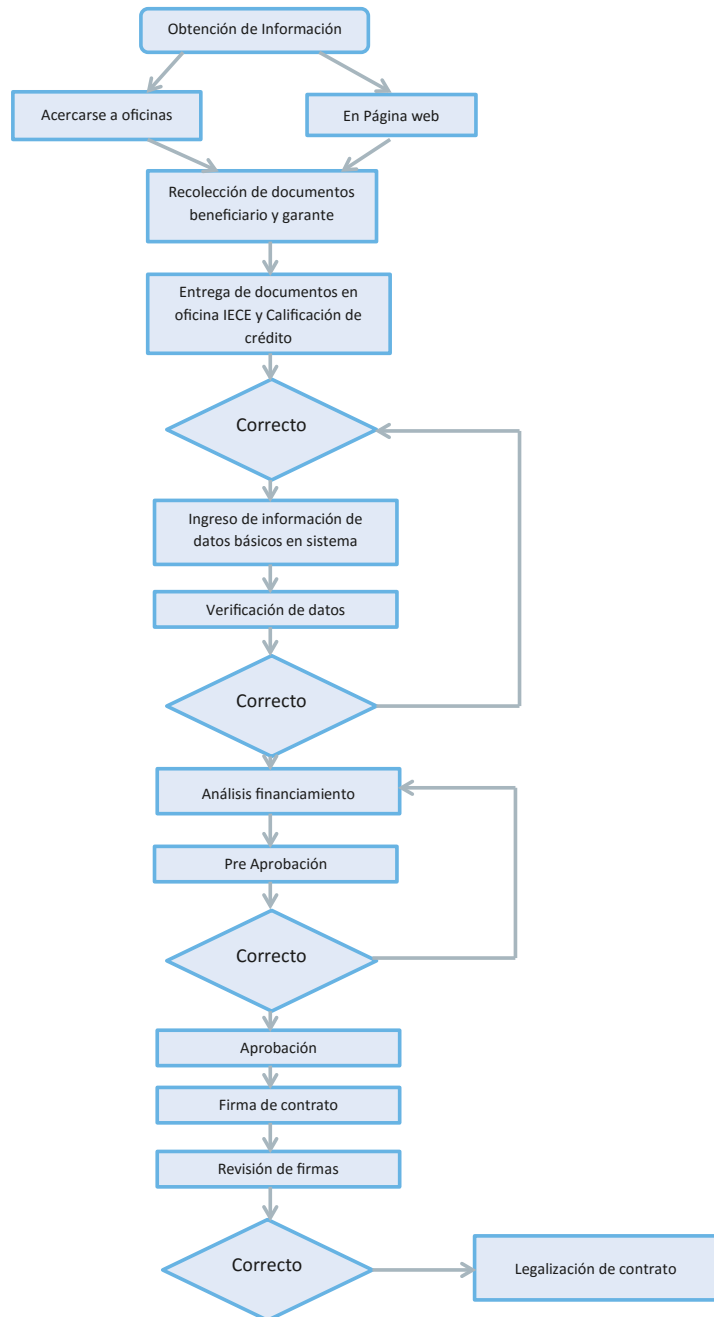 Obtención de Información
Acercarse a oficinas
En Página web
Recolección de documentos
beneficiario y garante
Entrega de documentos en
oficina IECE y Calificación de
crédito
Correcto
Ingreso de información de
datos básicos en sistema
Verificación de datos
Correcto
Análisis financiamiento
Pre Aprobación
Correcto
Aprobación
Firma de contrato
Revisión de firmas
Correcto
Legalización de contrato